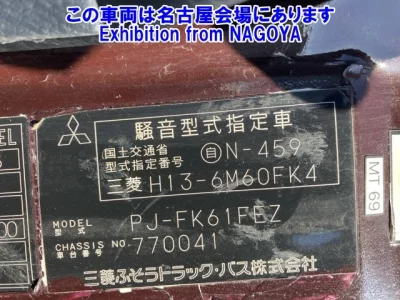 この車両は名古屋会場にあります
Exhibition from NAGOYA
騒音型式指定車
国土交通省
型式指定番号 自N-459
三菱 H13-6M60FK4
MODEL 型式 PJ-FK61FEZ
CHASSIS NO. 車台番号 770041
三菱ふそうトラック・バス株式会社
MT 69
EL
00